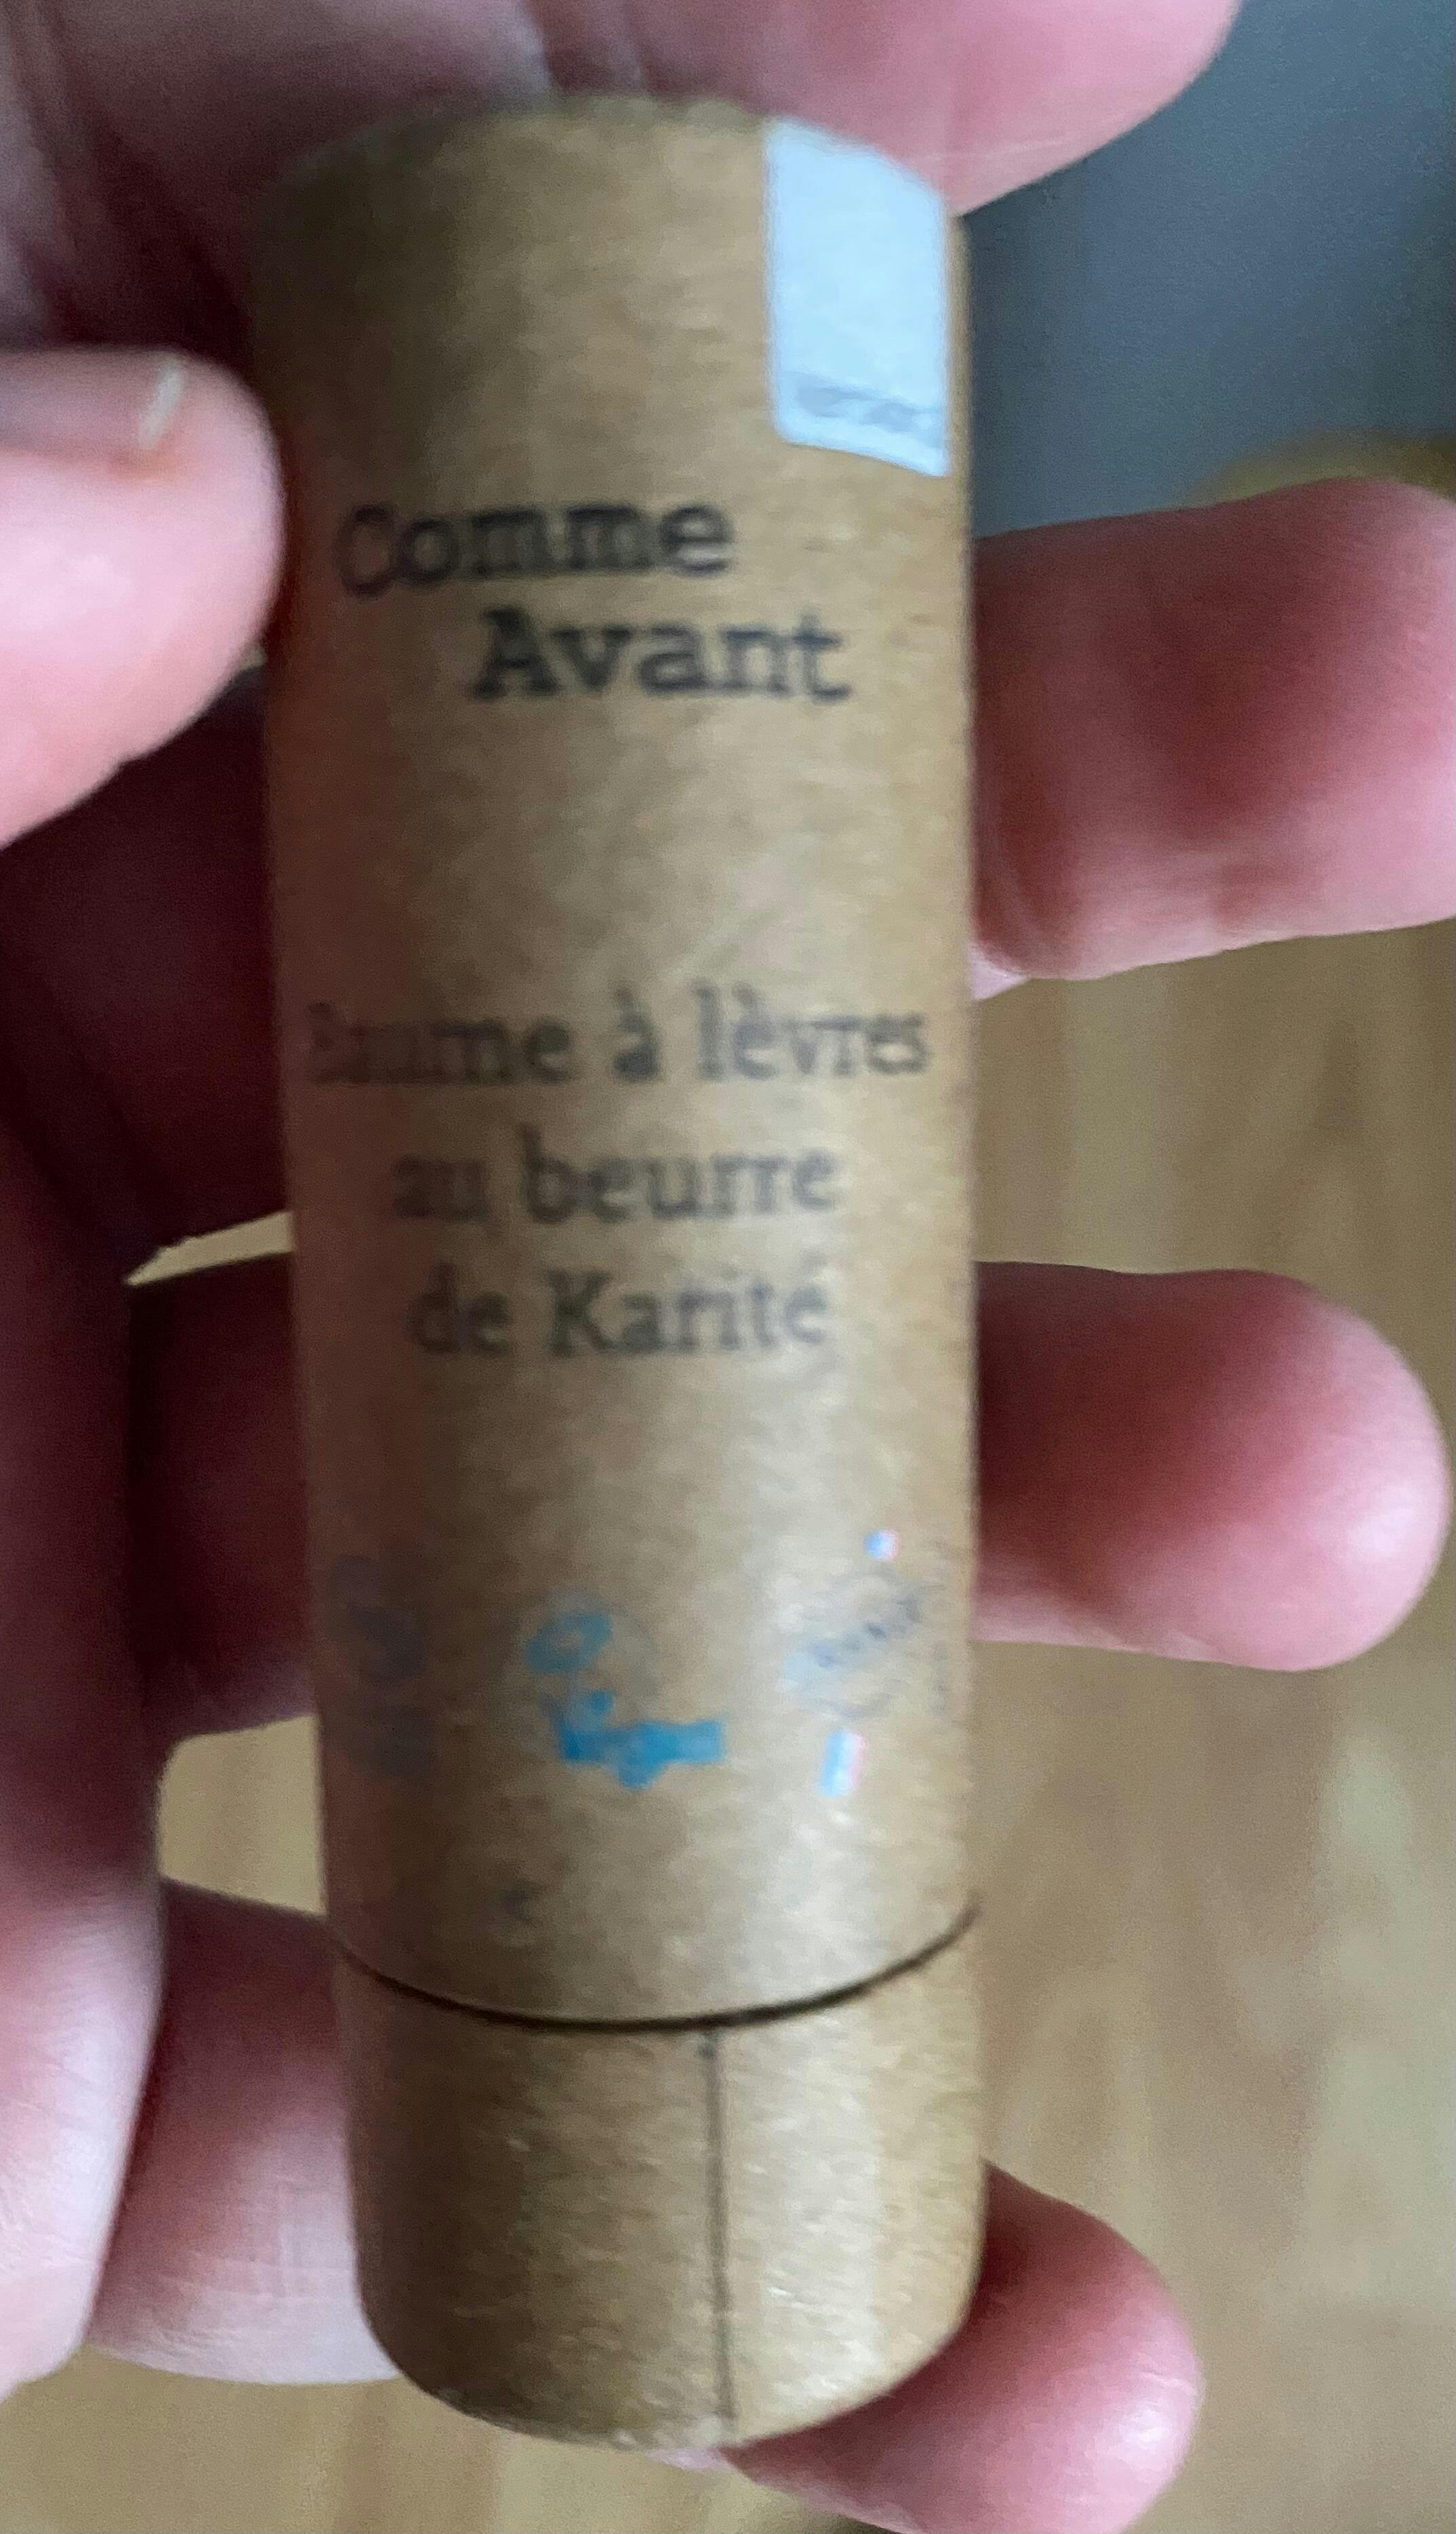 Comme
Avant
Baume à lèvres
au beurre
de Karité